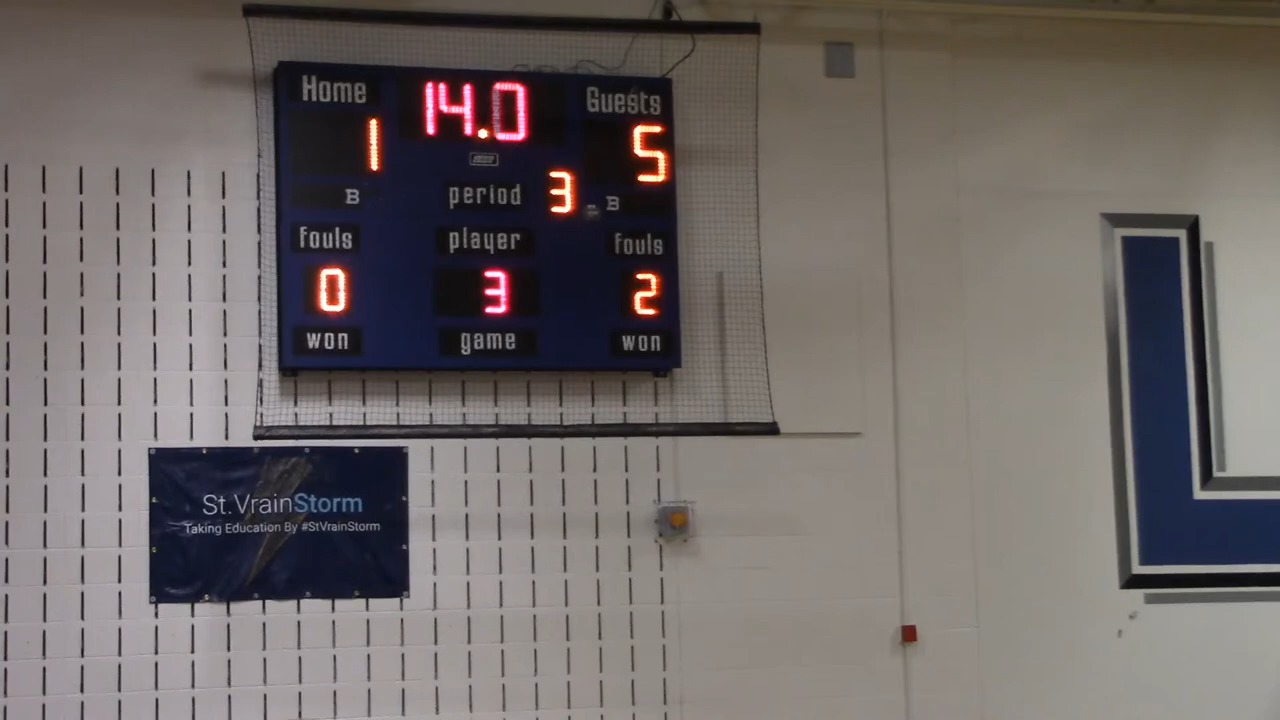 Home
14.0
Guests
1
5
B
period
3
B
fouls
player
fouls
0
3
2
won
game
won
St.VrainStorm
Taking Education By #StVrainStorm
L